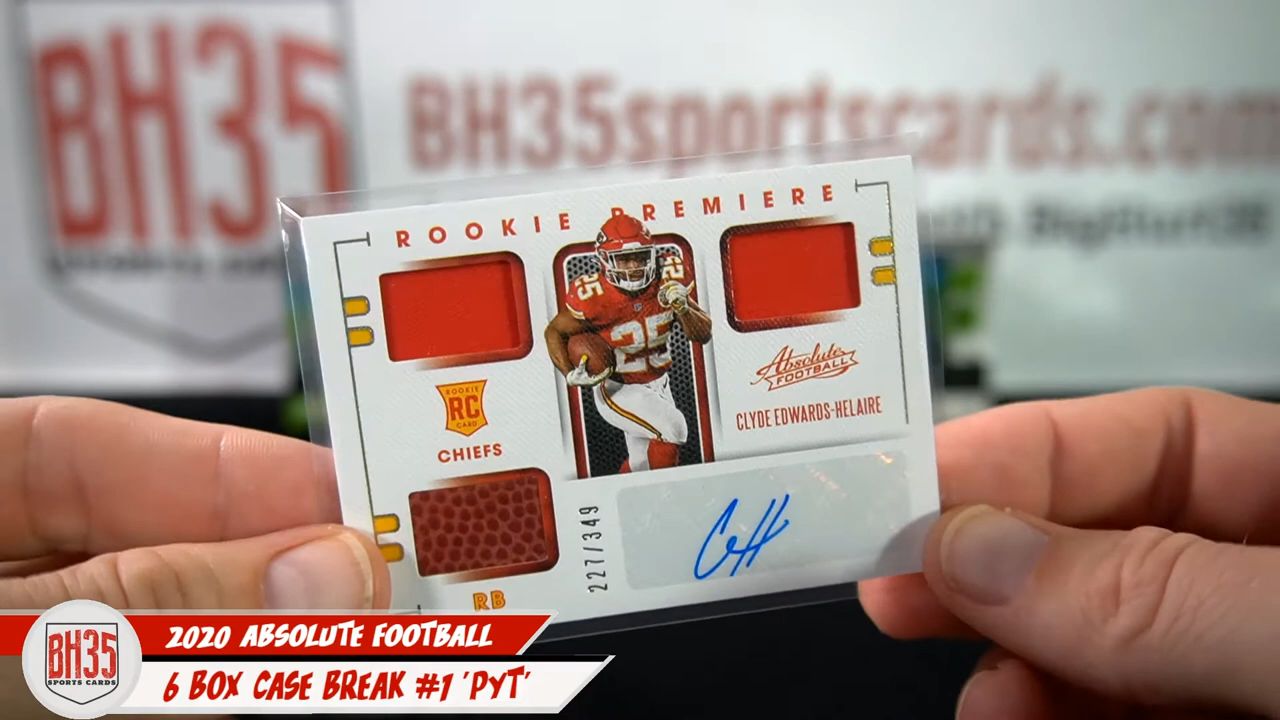 BH35
BH35sportscards.com
ROOKIE PREMIERE
25
25
25
ROOKIE
RC
CARD
CHIEFS
Absolute
FOOTBALL
CLYDE EDWARDS-HELAIRE
RB
227/349
BH35
SPORTS CARDS
2020 ABSOLUTE FOOTBALL
6 BOX CASE BREAK #1 'PYT'